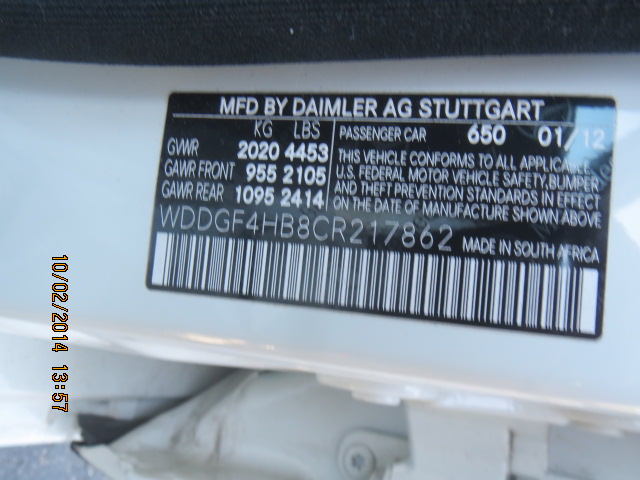 MFD BY DAIMLER AG STUTTGART
KG LBS
GVWR 2020 4453
GAWR FRONT 955 2105
GAWR REAR 1095 2414
PASSENGER CAR 650 01/12
THIS VEHICLE CONFORMS TO ALL APPLICABLE
U.S. FEDERAL MOTOR VEHICLE SAFETY, BUMPER
AND THEFT PREVENTION STANDARDS IN EFFECT
ON THE DATE OF MANUFACTURE SHOWN ABOVE
WDDGF4HB8CR217862 MADE IN SOUTH AFRICA
10/02/2014 13:57